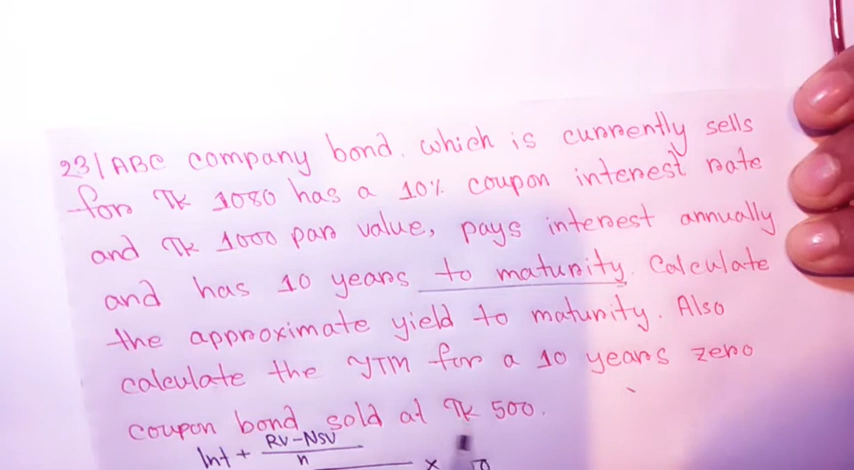 23| ABC company bond. which is currently sells
for Tk 1080 has a 10% coupon interest rate
and Tk 1000 par value, pays interest annually
and has 10 years to maturity. Calculate
the approximate yield to maturity. Also
calculate the YTM for a 10 years zero
coupon bond sold at Tk 500.
Int + RV-NSV
n
×